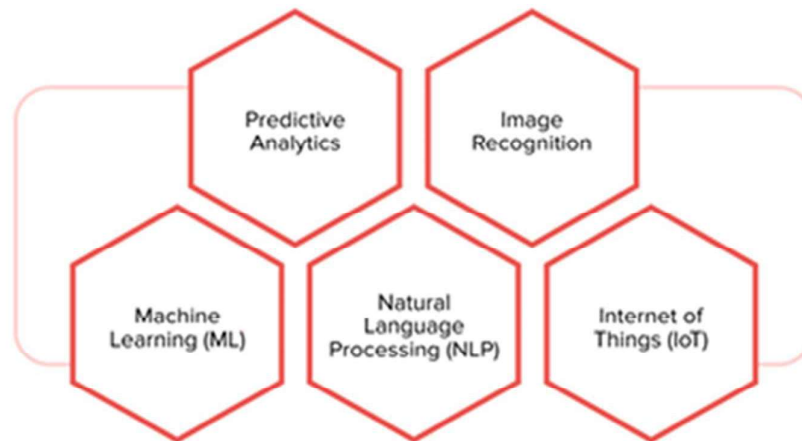 Predictive
Analytics
Image
Recognition
Machine
Learning (ML)
Natural
Language
Processing (NLP)
Internet of
Things (IoT)